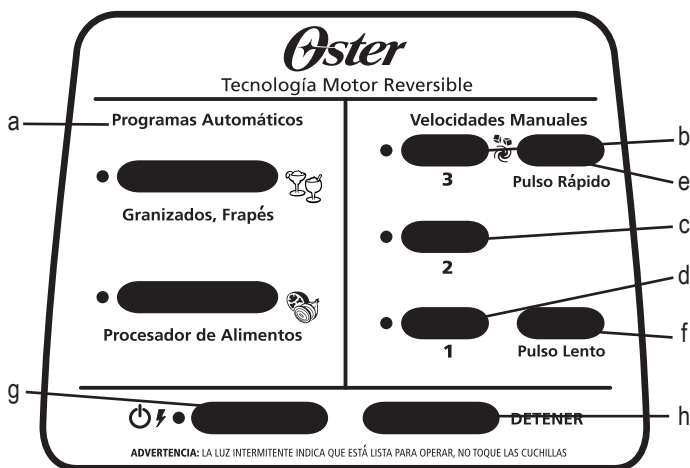 Oster
Tecnología Motor Reversible
a
Programas Automáticos
Granizados, Frapés
Procesador de Alimentos
Velocidades Manuales
b
3
Pulso Rápido
e
c
2
d
1
Pulso Lento
f
g
DETENER
h
ADVERTENCIA: LA LUZ INTERMITENTE INDICA QUE ESTÁ LISTA PARA OPERAR, NO TOQUE LAS CUCHILLAS